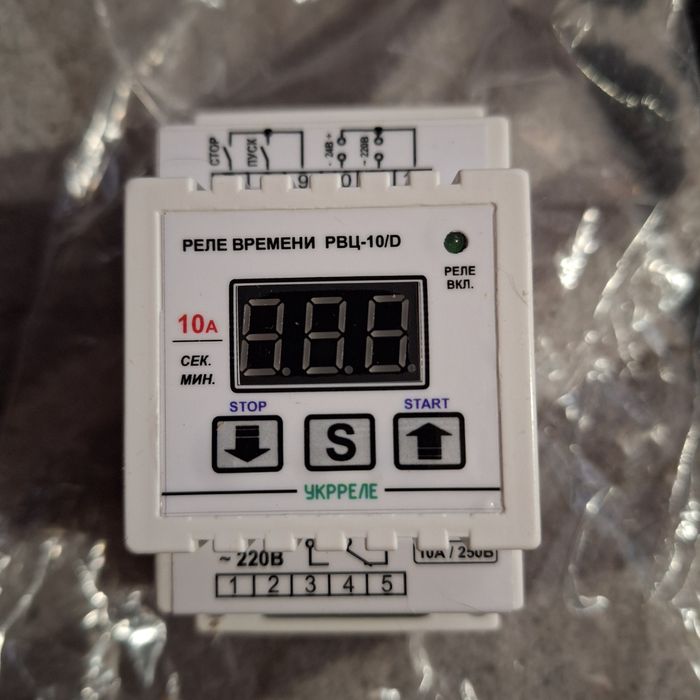 СТОР
ПУСК
- 24В +
~ 220В
9 0 1
РЕЛЕ ВРЕМЕНИ РВЦ-10/D
РЕЛЕ
ВКЛ.
10А
СЕК.
МИН.
STOP
START
S
УКРРЕЛЕ
~ 220В
10А / 250В
1 2 3 4 5